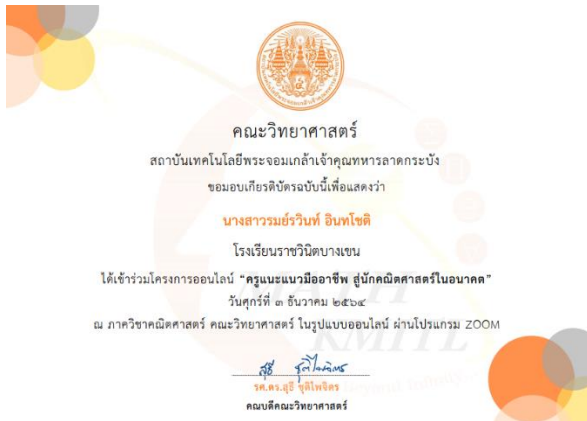 คณะวิทยาศาสตร์
สถาบันเทคโนโลยีพระจอมเกล้าเจ้าคุณทหารลาดกระบัง
ขอมอบเกียรติบัตรฉบับนี้เพื่อแสดงว่า
นางสาวรมย์รวินท์ อินทโชติ
โรงเรียนราชวินิตบางเขน
ได้เข้าร่วมโครงการออนไลน์ “ครูแนะแนวมืออาชีพ สู่นักคณิตศาสตร์ในอนาคต”
วันศุกร์ที่ ๓ ธันวาคม ๒๕๖๔
ณ ภาควิชาคณิตศาสตร์ คณะวิทยาศาสตร์ ในรูปแบบออนไลน์ ผ่านโปรแกรม ZOOM
MATH
KMITL
รศ.ดร.สุธี ชุติไพจิตร
คณบดีคณะวิทยาศาสตร์